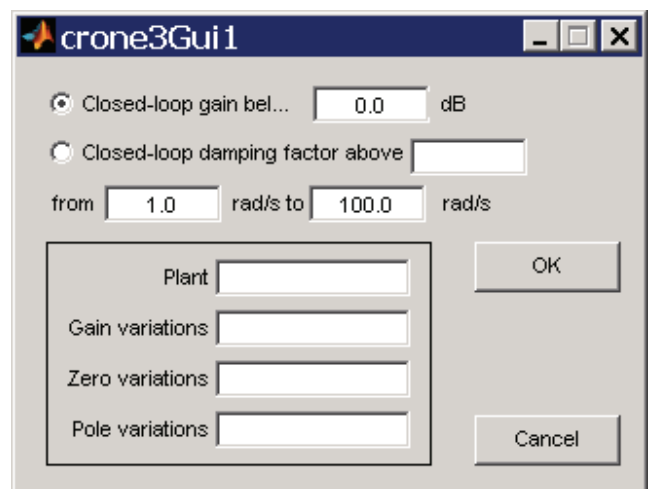 crone3Gui1
Closed-loop gain bel... 0.0 dB
Closed-loop damping factor above
from 1.0 rad/s to 100.0 rad/s
Plant
OK
Gain variations
Zero variations
Pole variations
Cancel